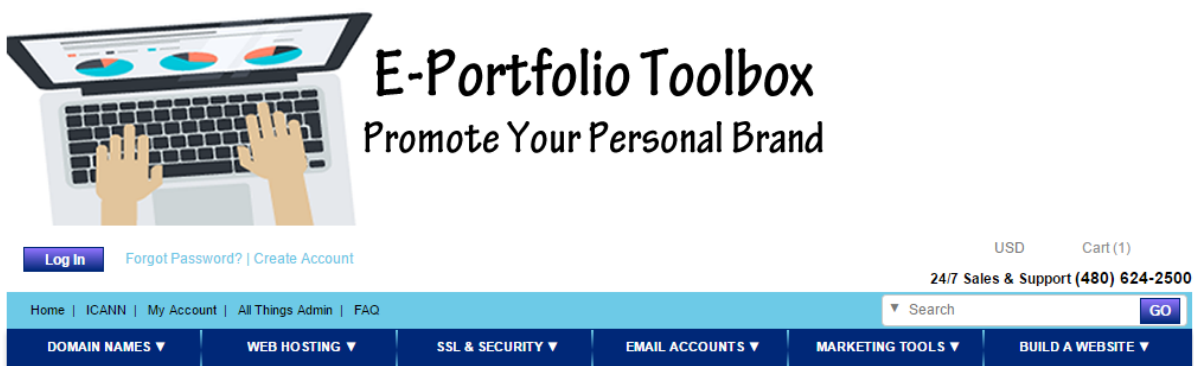 E-Portfolio Toolbox
Promote Your Personal Brand
Log In Forgot Password? | Create Account
USD Cart (1)
24/7 Sales & Support (480) 624-2500
Home | ICANN | My Account | All Things Admin | FAQ ▼ Search GO
DOMAIN NAMES ▼ WEB HOSTING ▼ SSL & SECURITY ▼ EMAIL ACCOUNTS ▼ MARKETING TOOLS ▼ BUILD A WEBSITE ▼